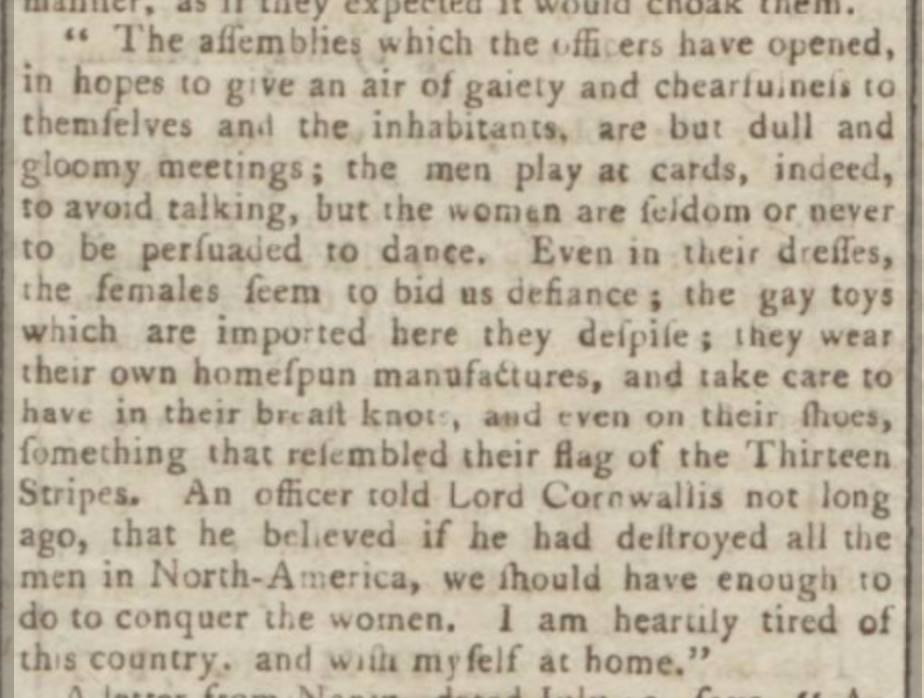 manner, as if they expected it would choak them.
“ The aſſemblies which the officers have opened,
in hopes to give an air of gaiety and chearfulneſs to
themſelves and the inhabitants, are but dull and
gloomy meetings; the men play at cards, indeed,
to avoid talking, but the women are ſeldom or never
to be perſuaded to dance. Even in their dreſſes,
the females ſeem to bid us defiance; the gay toys
which are imported here they deſpiſe; they wear
their own homeſpun manufactures, and take care to
have in their breaſt knots, and even on their ſhoes,
ſomething that reſembled their flag of the Thirteen
Stripes. An officer told Lord Cornwallis not long
ago, that he believed if he had deſtroyed all the
men in North-America, we ſhould have enough to
do to conquer the women. I am heartily tired of
this country, and wiſh myſelf at home.”
A letter from